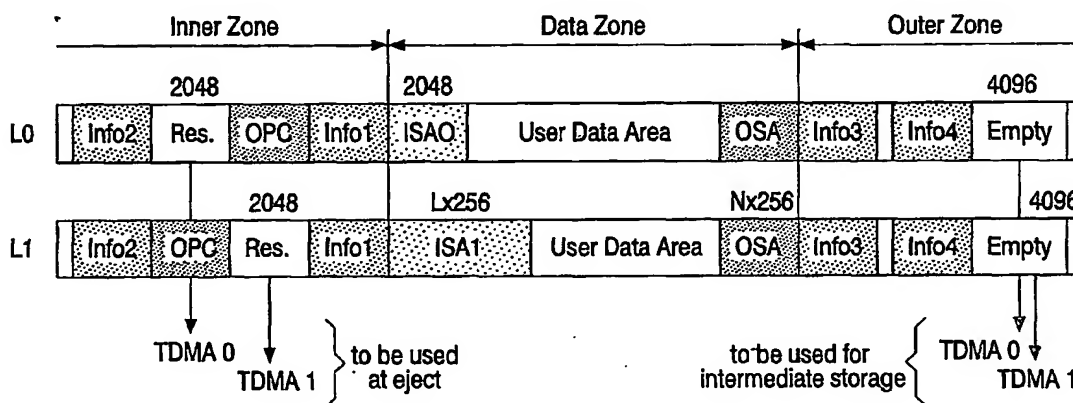 Inner Zone Data Zone Outer Zone
2048 2048 4096
L0 Info2 Res. OPC Info1 ISAO User Data Area OSA Info3 Info4 Empty
2048 Lx256 Nx256 4096
L1 Info2 OPC Res. Info1 ISA1 User Data Area OSA Info3 Info4 Empty
TDMA 0
TDMA 1
to be used
at eject
to be used for
intermediate storage
TDMA 0
TDMA 1